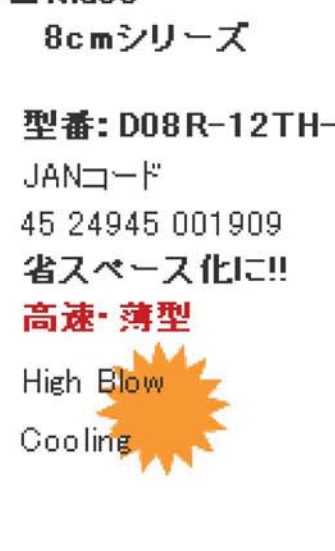 8cmシリーズ
型番: D08R-12TH-
JANコード
45 24945 001909
省スペース化に!!
高速・薄型
High Blow
Cooling